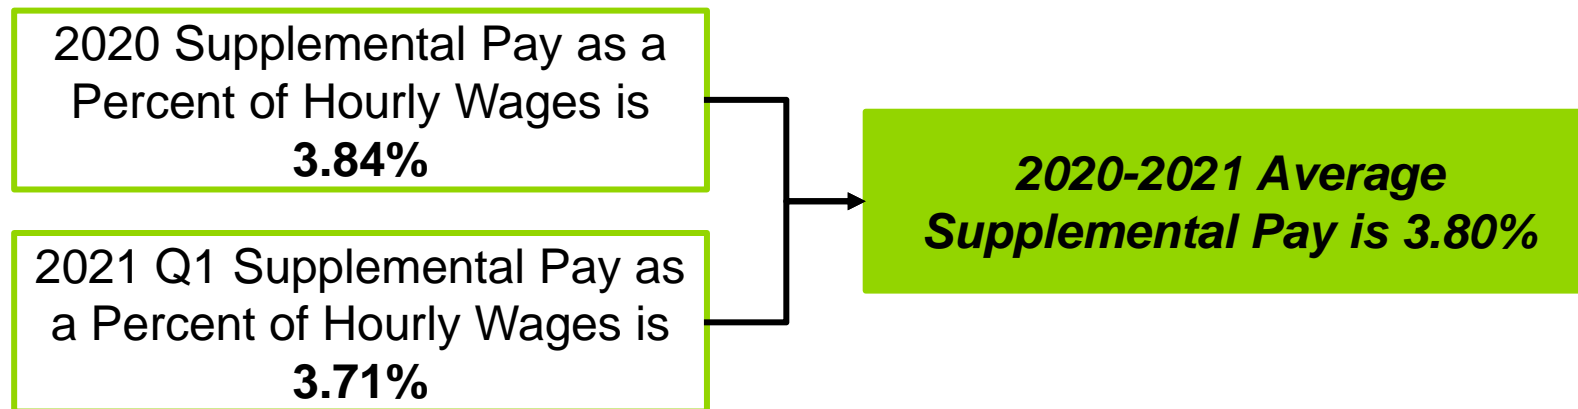 2020 Supplemental Pay as a
Percent of Hourly Wages is
3.84%
2021 Q1 Supplemental Pay as
a Percent of Hourly Wages is
3.71%
2020-2021 Average
Supplemental Pay is 3.80%